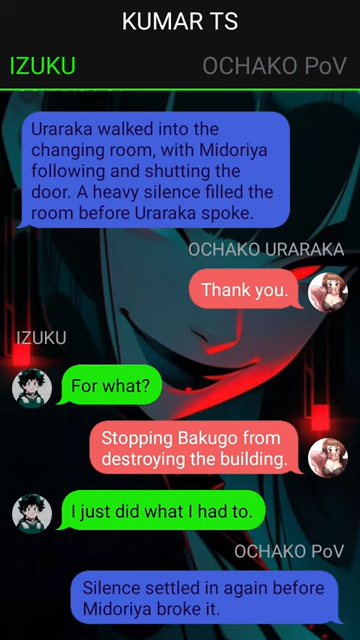 KUMAR TS
IZUKU
OCHAKO PoV
Uraraka walked into the
changing room, with Midoriya
following and shutting the
door. A heavy silence filled the
room before Uraraka spoke.
OCHAKO URARAKA
Thank you.
IZUKU
For what?
Stopping Bakugo from
destroying the building.
I just did what I had to.
OCHAKO PoV
Silence settled in again before
Midoriya broke it.